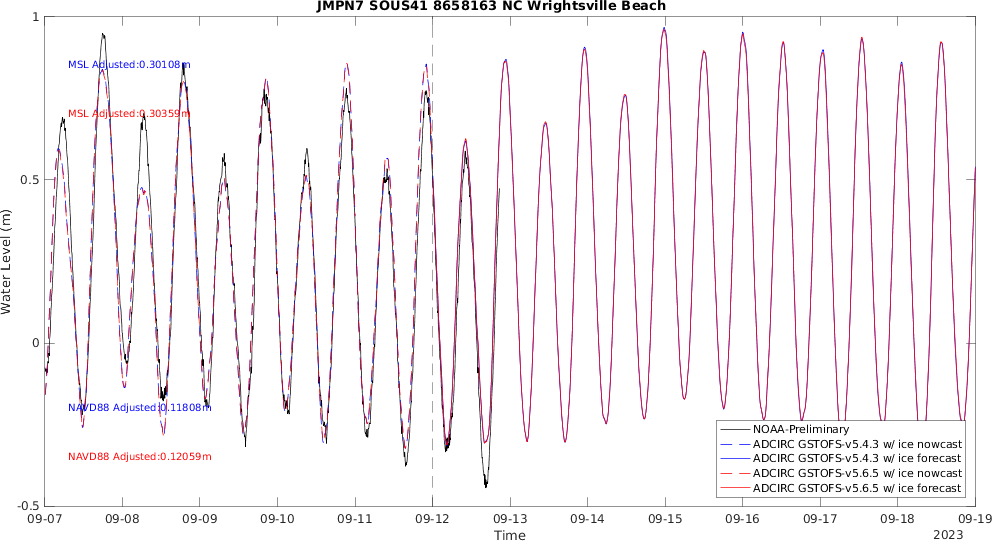 JMPN7 SOUS41 8658163 NC Wrightsville Beach
Water Level (m)
1
0.5
0
-0.5
MSL Adjusted:0.30108m
MSL Adjusted:0.30359m
NAVD88 Adjusted:0.11808m
NAVD88 Adjusted:0.12059m
NOAA-Preliminary
ADCIRC GSTOFS-v5.4.3 w/ ice nowcast
ADCIRC GSTOFS-v5.4.3 w/ ice forecast
ADCIRC GSTOFS-v5.6.5 w/ ice nowcast
ADCIRC GSTOFS-v5.6.5 w/ ice forecast
09-07 09-08 09-09 09-10 09-11 09-12 09-13 09-14 09-15 09-16 09-17 09-18 09-19
Time
2023